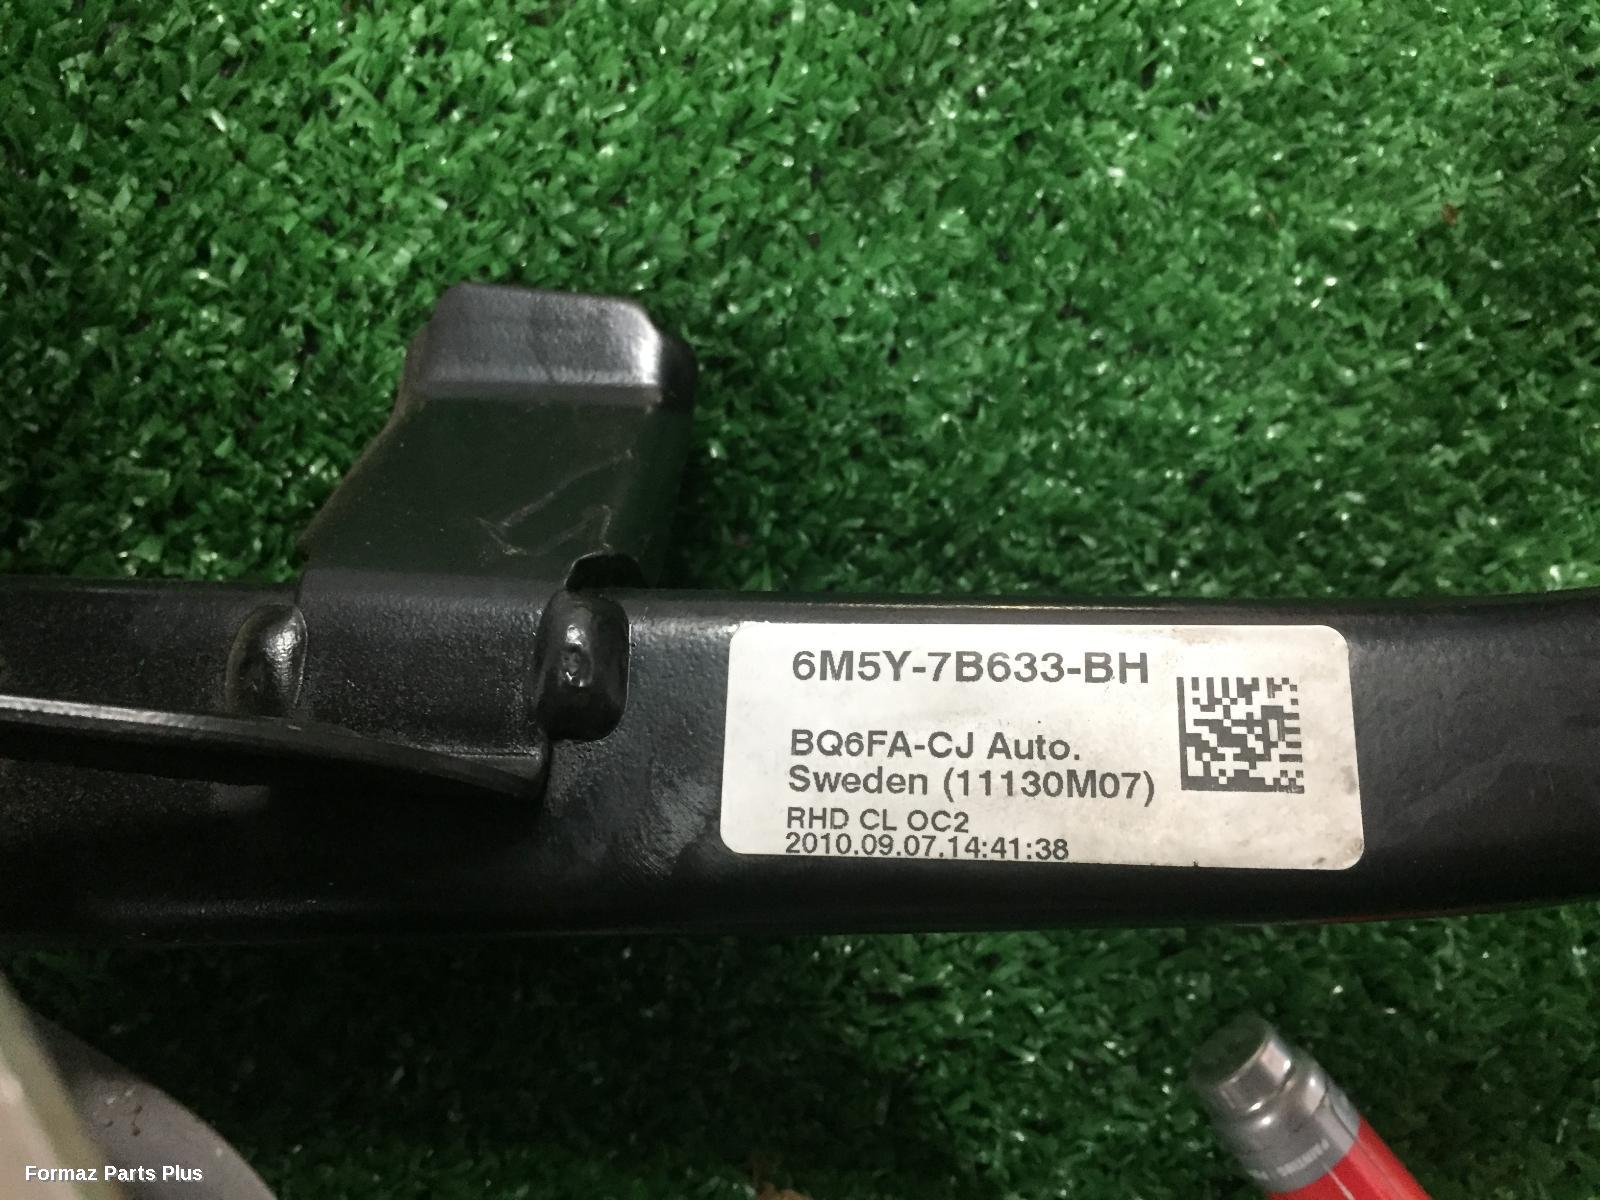 6M5Y-7B633-BH
BQ6FA-CJ Auto.
Sweden (11130M07)
RHD CL OC2
2010.09.07.14:41:38
Formaz Parts Plus